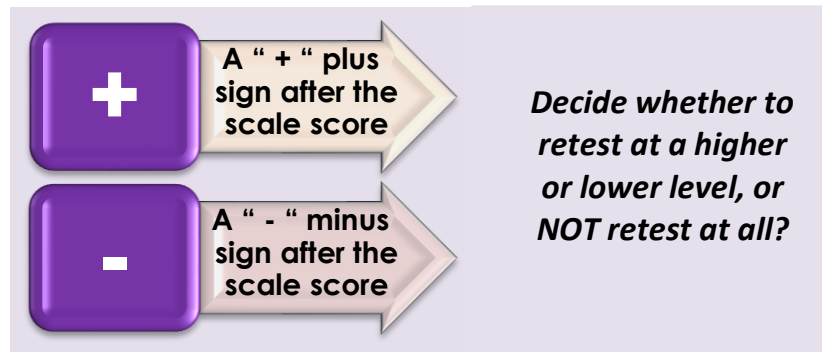 +
A “ + “ plus
sign after the
scale score
-
A “ - “ minus
sign after the
scale score
Decide whether to
retest at a higher
or lower level, or
NOT retest at all?